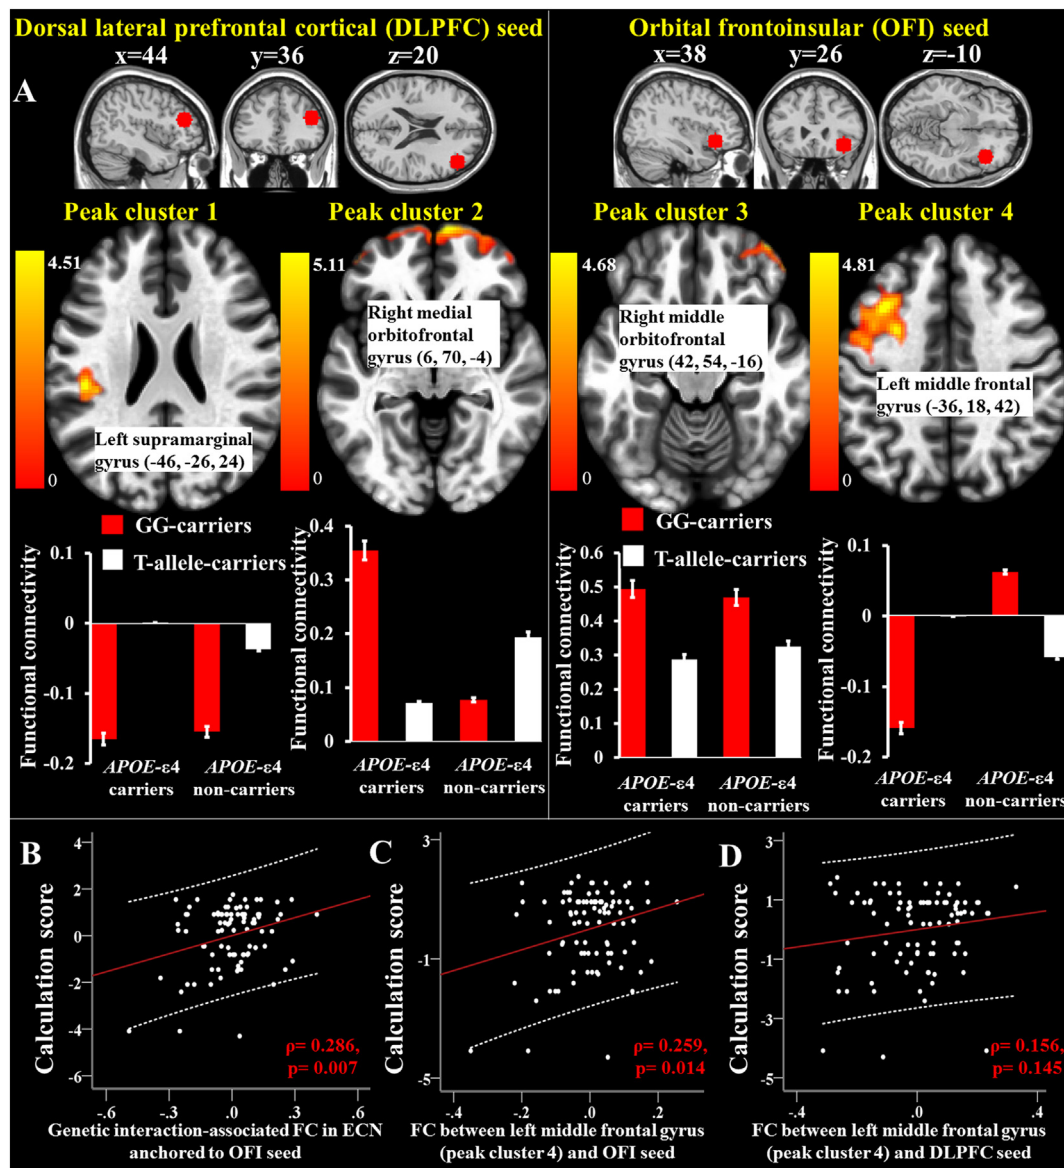 Dorsal lateral prefrontal cortical (DLPFC) seed
x=44 y=36 z=20
A
Orbital frontoinsular (OFI) seed
x=38 y=26 z=-10
Peak cluster 1
4.51
0
Left supramarginal
gyrus (-46, -26, 24)
Peak cluster 2
5.11
0
Right medial
orbitofrontal
gyrus (6, 70, -4)
Peak cluster 3
4.68
0
Right middle
orbitofrontal
gyrus (42, 54, -16)
Peak cluster 4
4.81
0
Left middle frontal
gyrus (-36, 18, 42)
GG-carriers
T-allele-carriers
Functional connectivity
0.1
0
-0.1
-0.2
APOE-ε4 APOE-ε4
carriers non-carriers
0.4
0.3
0.2
0.1
0
APOE-ε4 APOE-ε4
carriers non-carriers
GG-carriers
T-allele-carriers
Functional connectivity
0.6
0.5
0.4
0.3
0.2
0.1
0
APOE-ε4 APOE-ε4
carriers non-carriers
0.1
0
-0.1
-0.2
APOE-ε4 APOE-ε4
carriers non-carriers
B
Calculation score
4
2
0
-2
-4
-6
ρ= 0.286,
p= 0.007
-.6 -.3 .0 .3 .6
Genetic interaction-associated FC in ECN
anchored to OFI seed
C
Calculation score
3
-1
-5
ρ= 0.259,
p= 0.014
-0.4 -0.2 .0 0.2
FC between left middle frontal gyrus
(peak cluster 4) and OFI seed
D
Calculation score
3
1
-1
-3
-5
ρ= 0.156,
p= 0.145
-0.4 .0 0.4
FC between left middle frontal gyrus
(peak cluster 4) and DLPFC seed